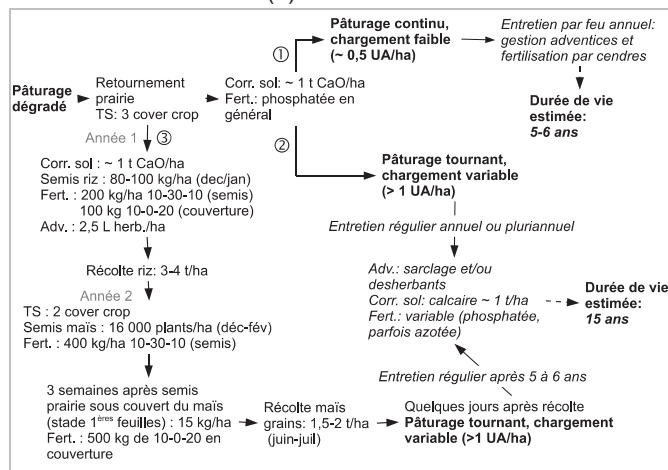 Pâturage continu,
chargement faible
(~ 0,5 UA/ha)
Entretien par feu annuel:
gestion adventices et
fertilisation par cendres
Durée de vie
estimée:
5-6 ans
①
Pâturage
dégradé
Retournement
prairie
TS: 3 cover crop
Corr. sol: ~ 1 t CaO/ha
Fert.: phosphatée en
général
②
Pâturage tournant,
chargement variable
(> 1 UA/ha)
Entretien régulier annuel ou pluriannuel
Adv.: sarclage et/ou
desherbants
Corr. sol: calcaire ~ 1 t/ha
Fert.: variable (phosphatée,
parfois azotée)
Durée de vie
estimée:
15 ans
Année 1
③
Corr. sol : ~ 1 t CaO/ha
Semis riz : 80-100 kg/ha (dec/jan)
Fert. : 200 kg/ha 10-30-10 (semis)
100 kg 10-0-20 (couverture)
Adv. : 2,5 L herb./ha
Récolte riz: 3-4 t/ha
Année 2
TS : 2 cover crop
Semis maïs : 16 000 plants/ha (déc-fév)
Fert. : 400 kg/ha 10-30-10 (semis)
3 semaines après semis
prairie sous couvert du maïs
(stade 1ères feuilles) : 15 kg/ha
Fert. : 500 kg de 10-0-20 en
couverture
Récolte maïs
grains: 1,5-2 t/ha
(juin-juil)
Quelques jours après récolte
Pâturage tournant, chargement
variable (>1 UA/ha)
Entretien régulier après 5 à 6 ans